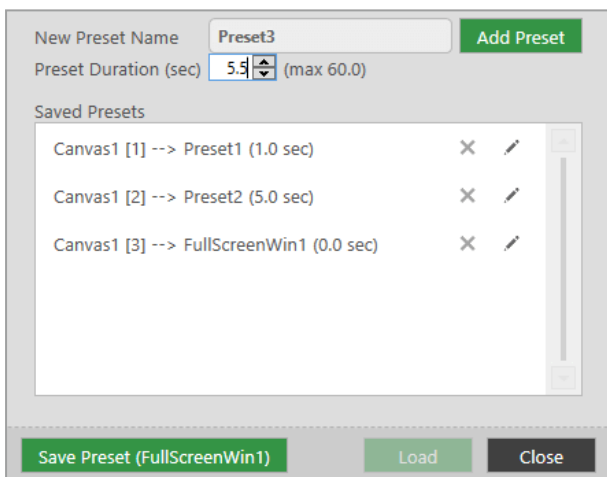 New Preset Name Preset3 Add Preset
Preset Duration (sec) 5.5 (max 60.0)
Saved Presets
Canvas1 [1] --> Preset1 (1.0 sec)
Canvas1 [2] --> Preset2 (5.0 sec)
Canvas1 [3] --> FullScreenWin1 (0.0 sec)
Save Preset (FullScreenWin1) Load Close